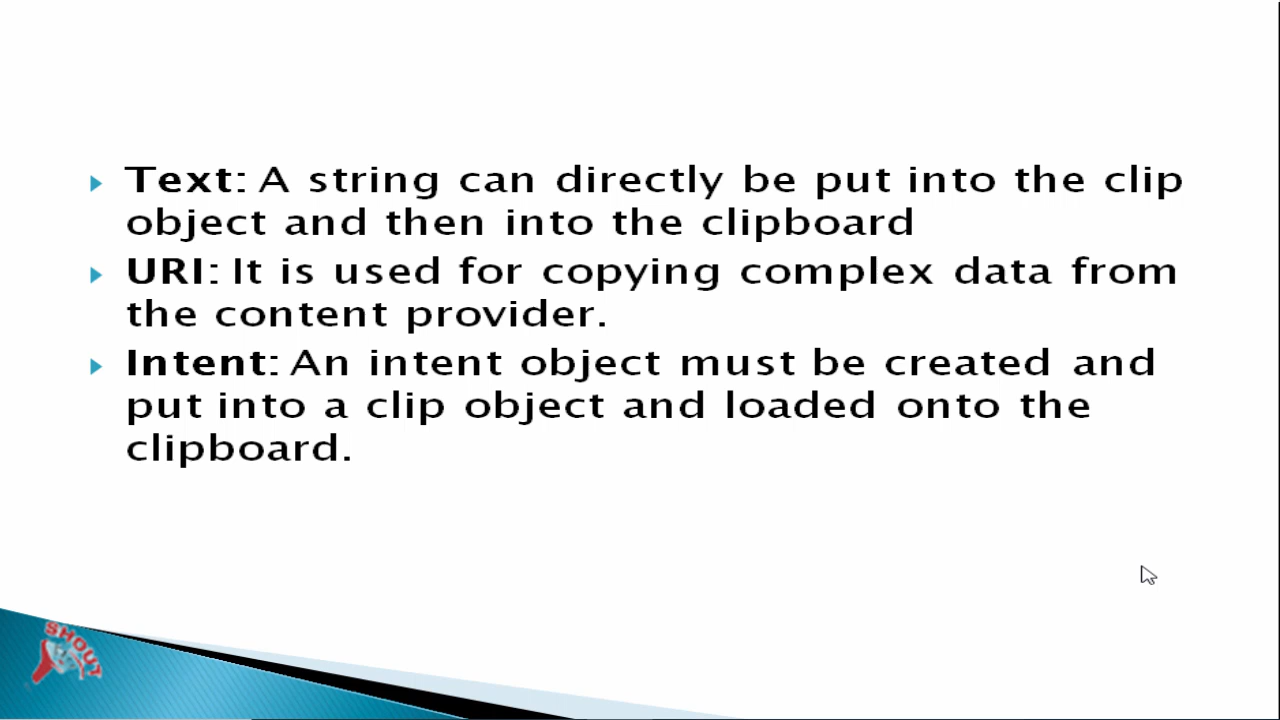 Text: A string can directly be put into the clip
object and then into the clipboard
URI: It is used for copying complex data from
the content provider.
Intent: An intent object must be created and
put into a clip object and loaded onto the
clipboard.
SHOUT